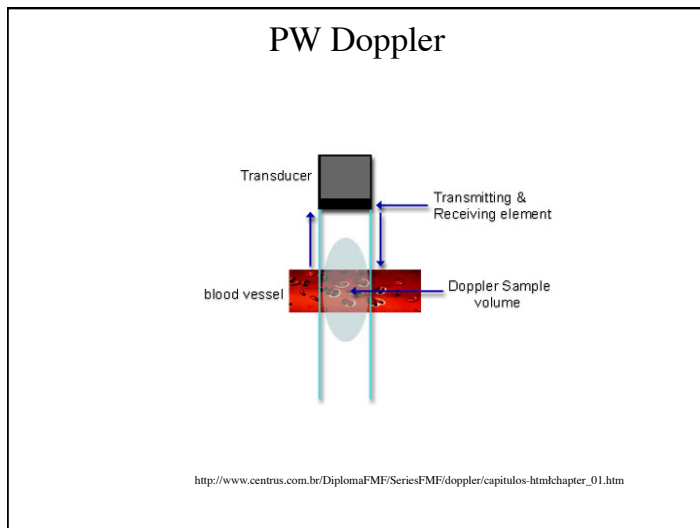 PW Doppler
Transducer
Transmitting &
Receiving element
blood vessel
Doppler Sample
volume
http://www.centrus.com.br/DiplomaFMF/SeriesFMF/doppler/capitulos-html/chapter_01.htm